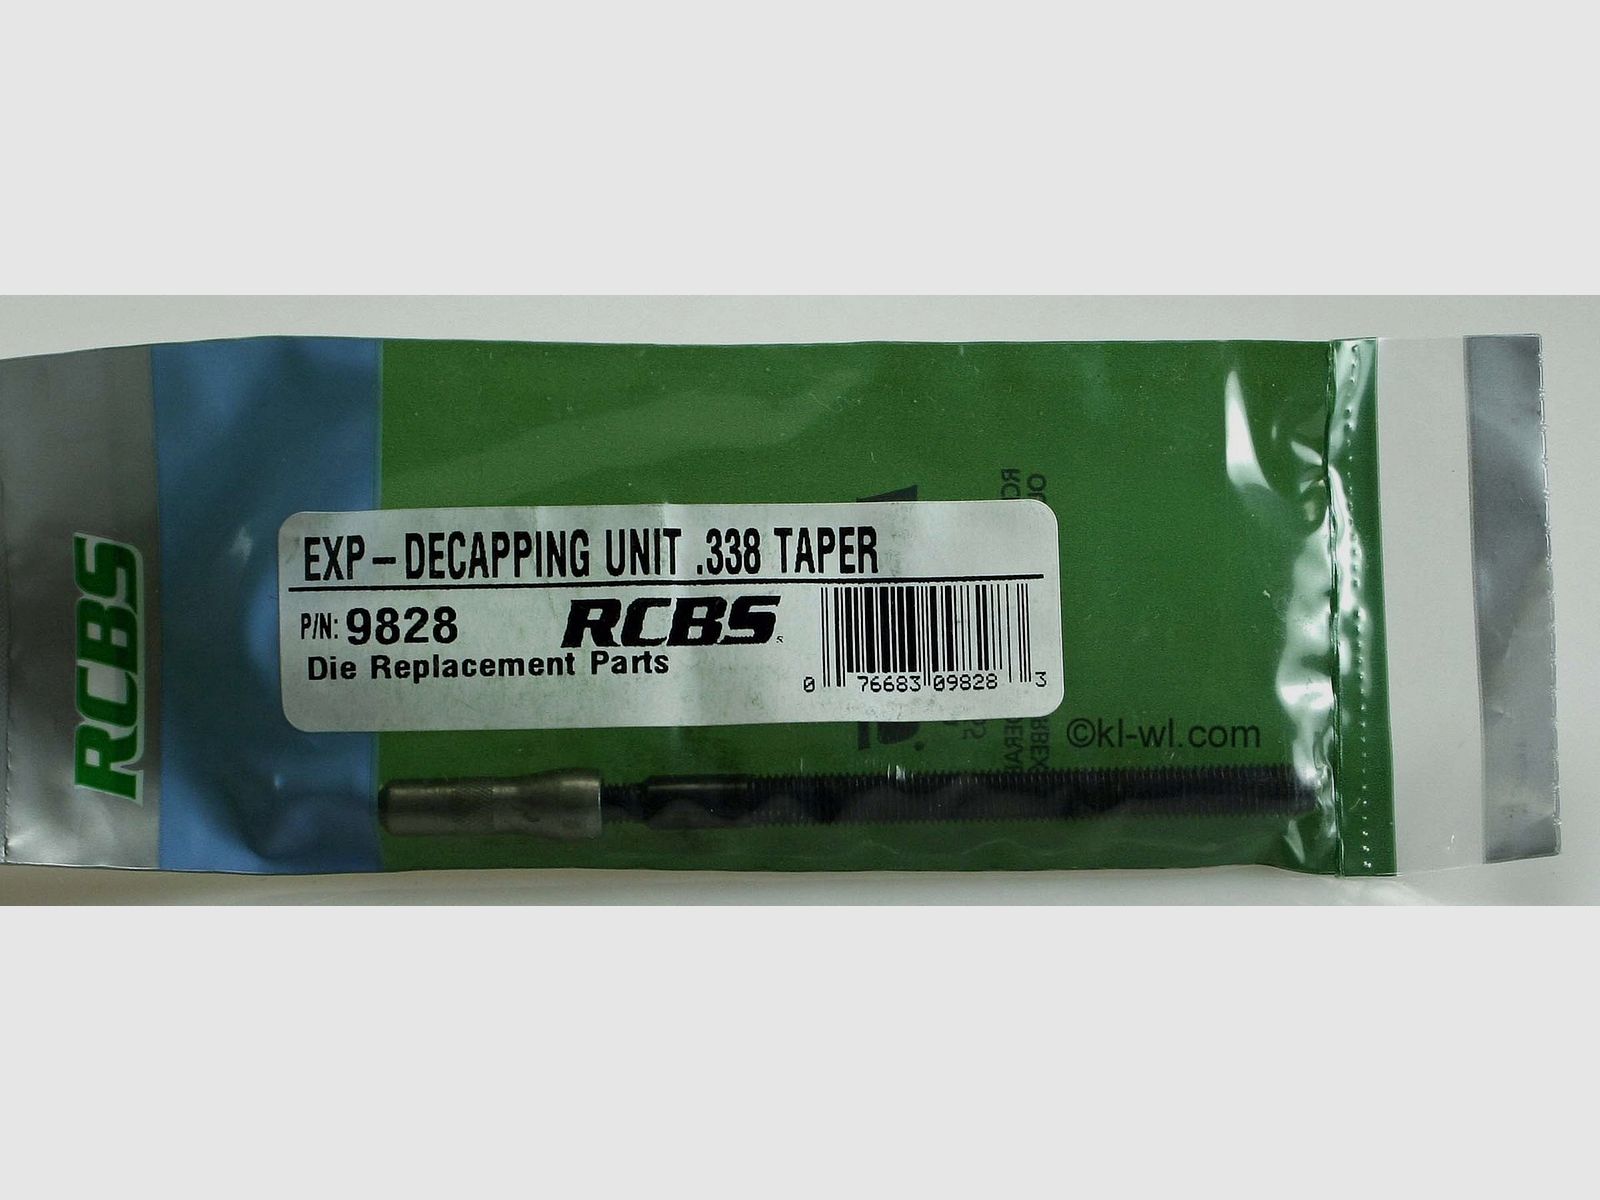 RCBS
EXP-DECAPPING UNIT .338 TAPER
P/N: 9828
RCBS
Die Replacement Parts
0 76683 09828 3
©kl-wl.com